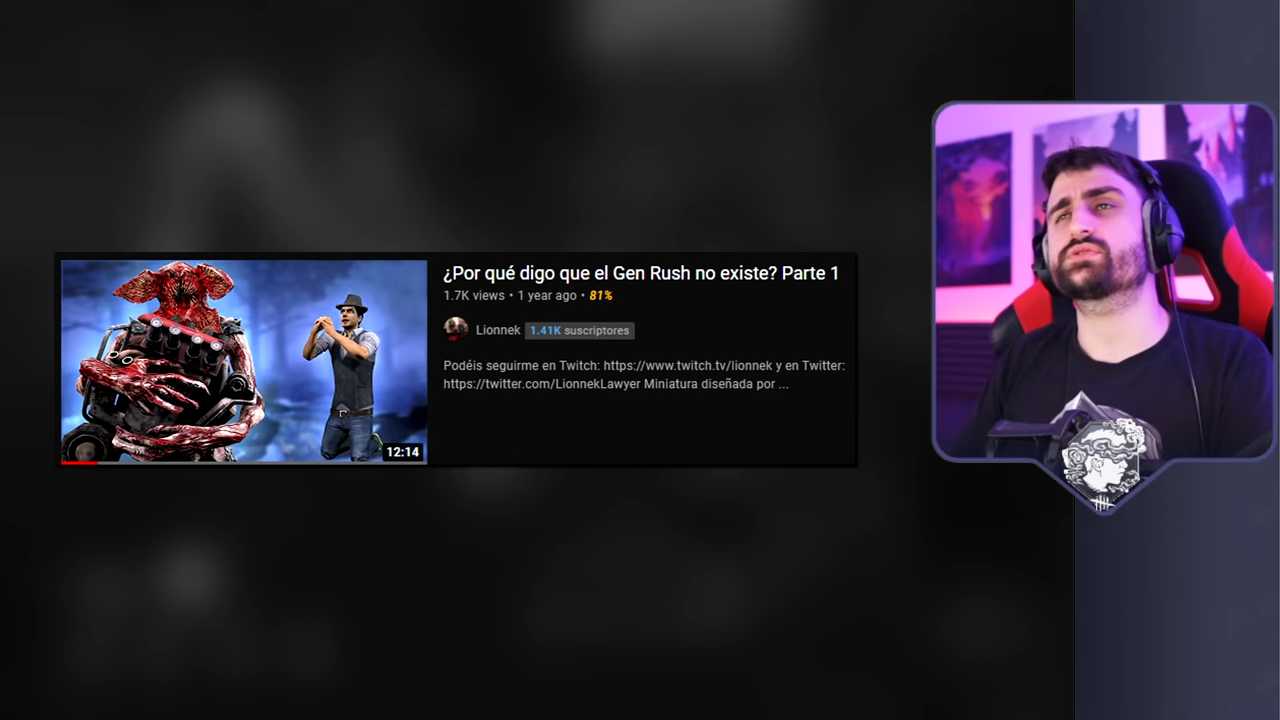 ¿Por qué digo que el Gen Rush no existe? Parte 1
1.7K views • 1 year ago • 81%
Lionnek 1.41K suscriptores
Podéis seguirme en Twitch: https://www.twitch.tv/lionnek y en Twitter:
https://twitter.com/LionnekLawyer Miniatura diseñada por ...
12:14